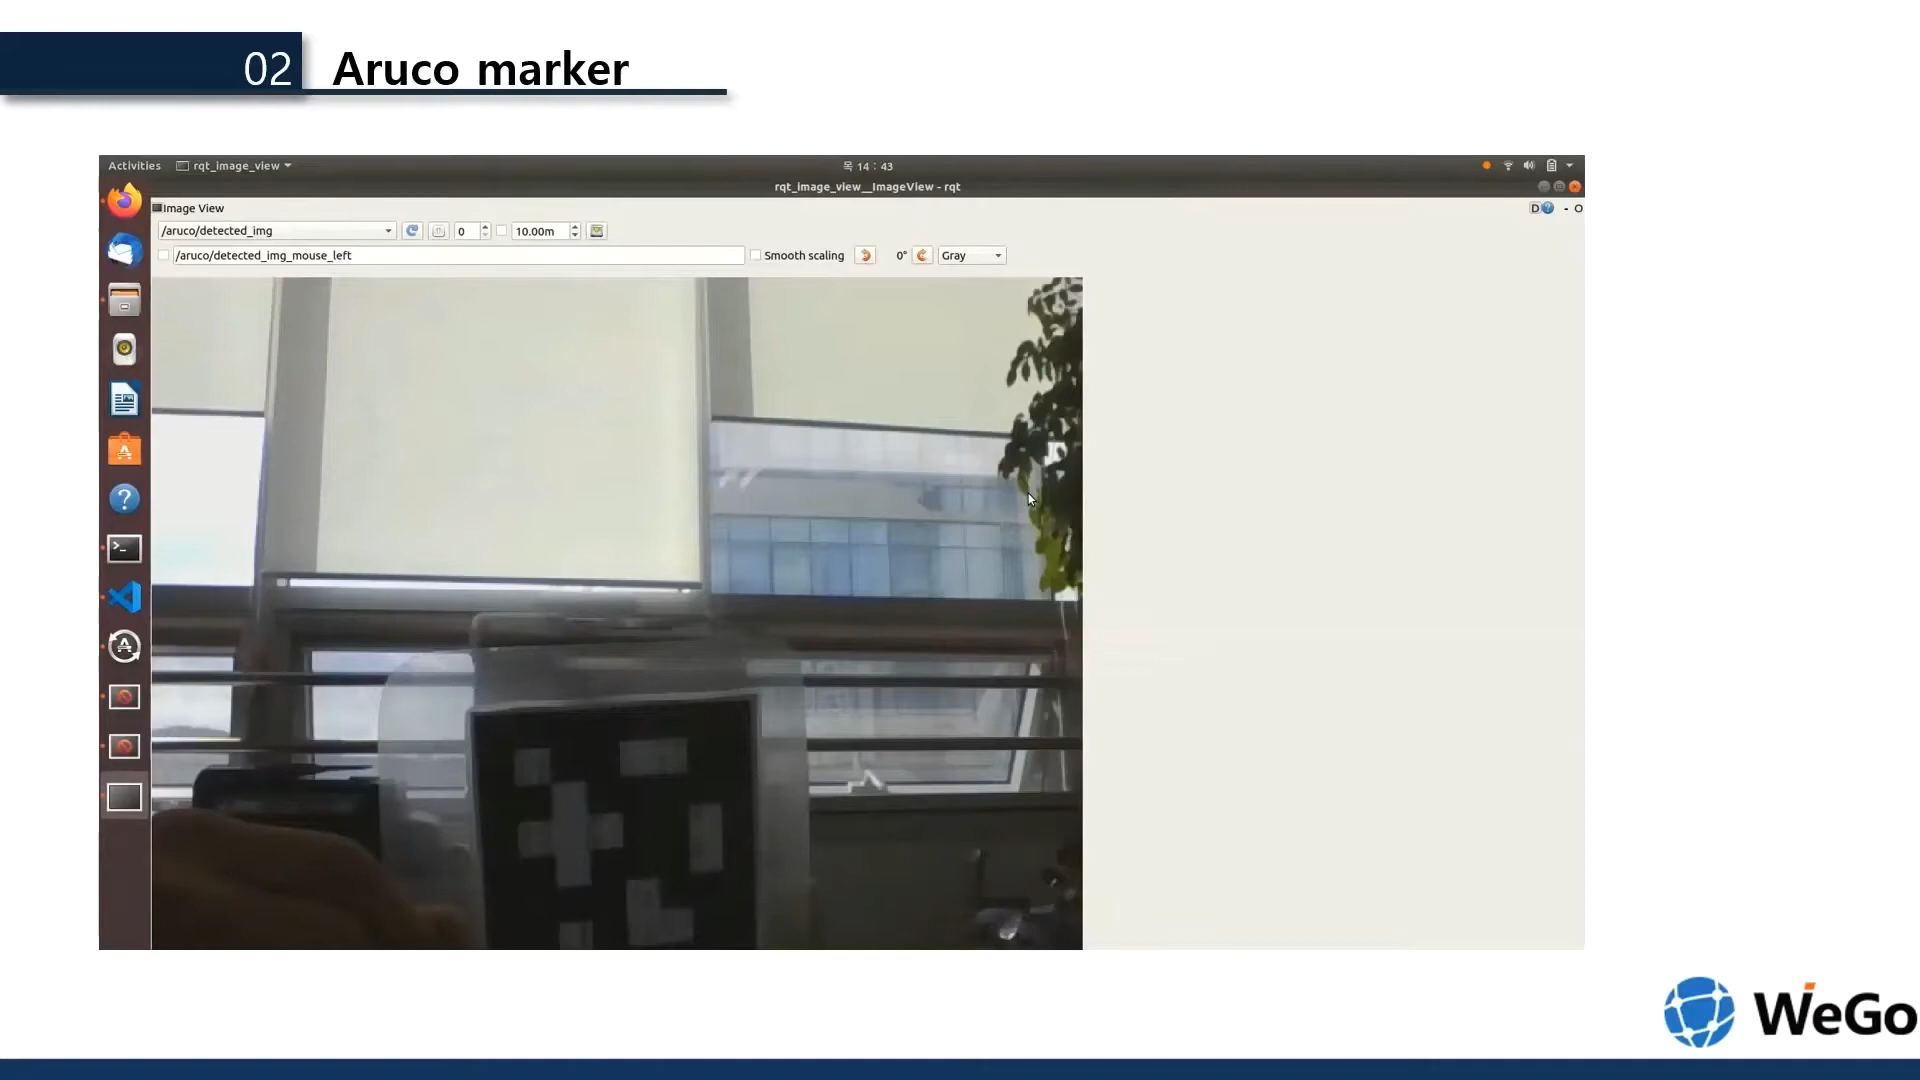 02 Aruco marker
Activities rqt_image_view 목 14 : 43
rqt_image_view__ImageView - rqt
Image View D - O
/aruco/detected_img 0 10.00m
/aruco/detected_img_mouse_left Smooth scaling 0° Gray
WeGo